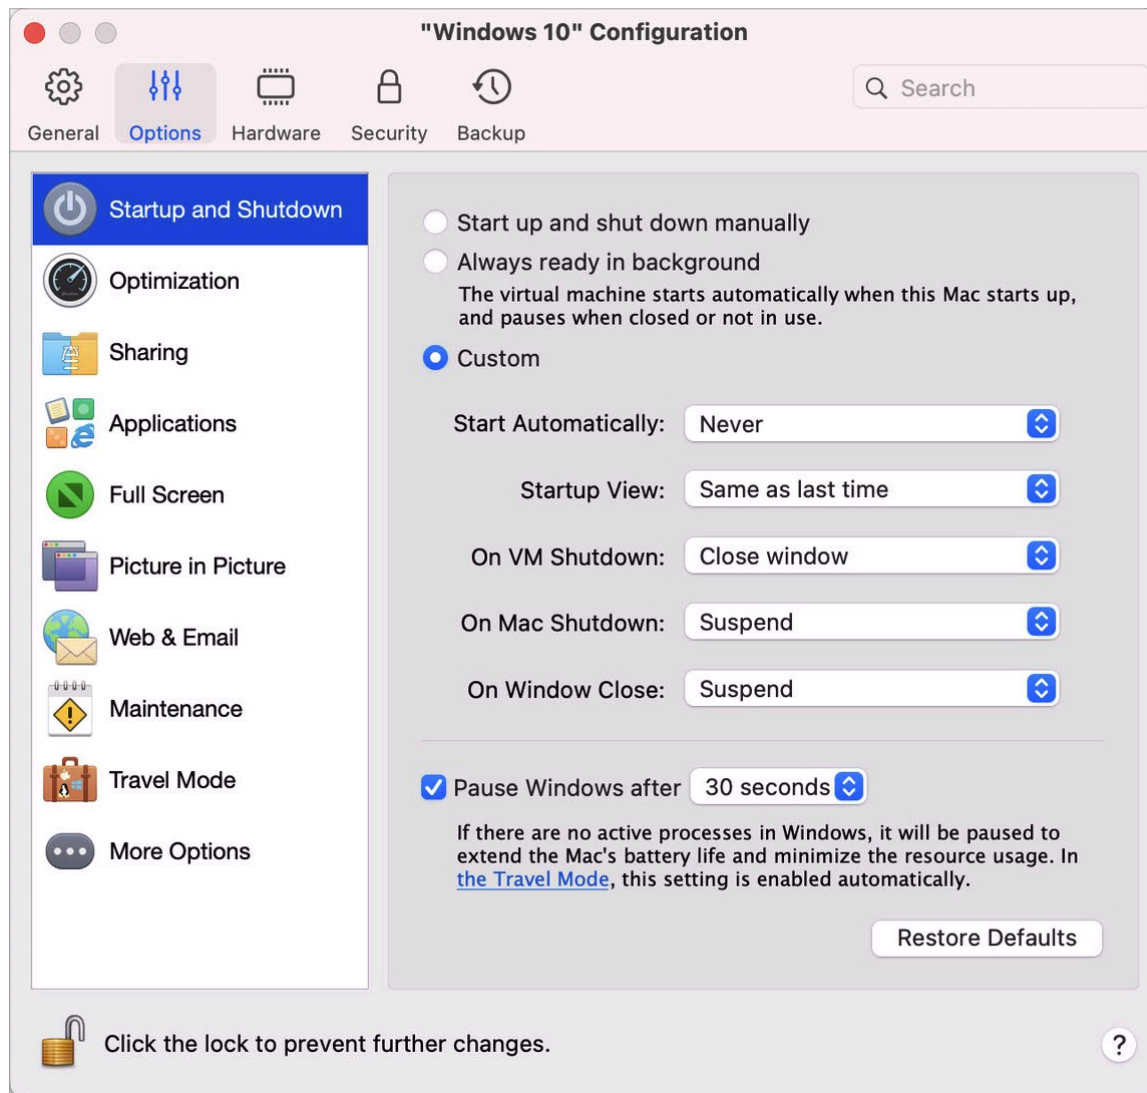 "Windows 10" Configuration
General
Options
Hardware
Security
Backup
Search
Startup and Shutdown
Optimization
Sharing
Applications
Full Screen
Picture in Picture
Web & Email
Maintenance
Travel Mode
More Options
Start up and shut down manually
Always ready in background
The virtual machine starts automatically when this Mac starts up,
and pauses when closed or not in use.
Custom
Start Automatically: Never
Startup View: Same as last time
On VM Shutdown: Close window
On Mac Shutdown: Suspend
On Window Close: Suspend
Pause Windows after 30 seconds
If there are no active processes in Windows, it will be paused to
extend the Mac's battery life and minimize the resource usage. In
the Travel Mode, this setting is enabled automatically.
Restore Defaults
Click the lock to prevent further changes.
?